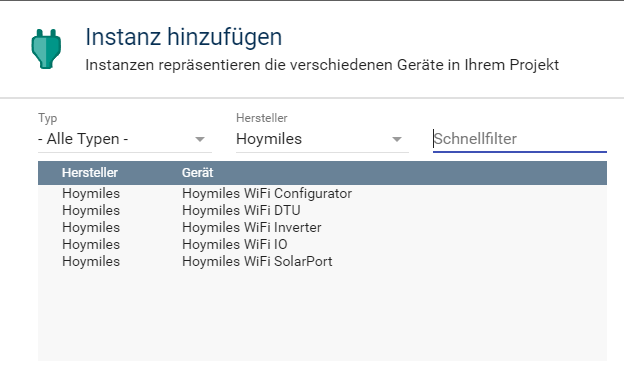 Instanz hinzufügen
Instanzen repräsentieren die verschiedenen Geräte in Ihrem Projekt
Typ Hersteller
- Alle Typen - Hoymiles Schnellfilter
Hersteller Gerät
Hoymiles Hoymiles WiFi Configurator
Hoymiles Hoymiles WiFi DTU
Hoymiles Hoymiles WiFi Inverter
Hoymiles Hoymiles WiFi IO
Hoymiles Hoymiles WiFi SolarPort